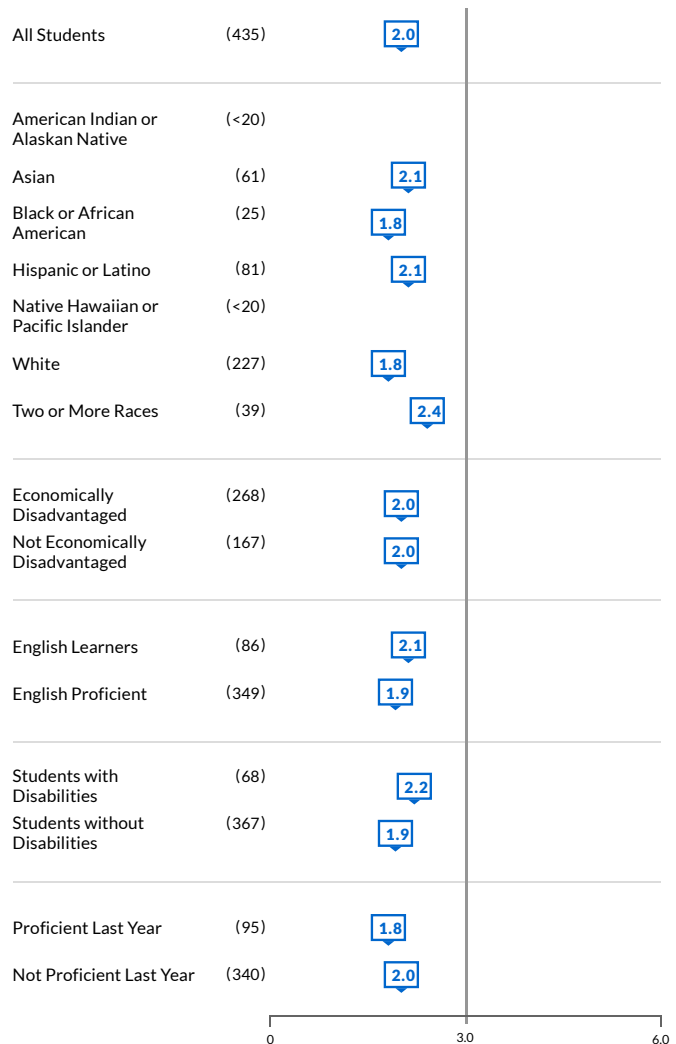 All Students (435) 2.0
American Indian or (<20)
Alaskan Native
Asian (61) 2.1
Black or African (25) 1.8
American
Hispanic or Latino (81) 2.1
Native Hawaiian or (<20)
Pacific Islander
White (227) 1.8
Two or More Races (39) 2.4
Economically (268) 2.0
Disadvantaged
Not Economically (167) 2.0
Disadvantaged
English Learners (86) 2.1
English Proficient (349) 1.9
Students with (68) 2.2
Disabilities
Students without (367) 1.9
Disabilities
Proficient Last Year (95) 1.8
Not Proficient Last Year (340) 2.0
0 3.0 6.0